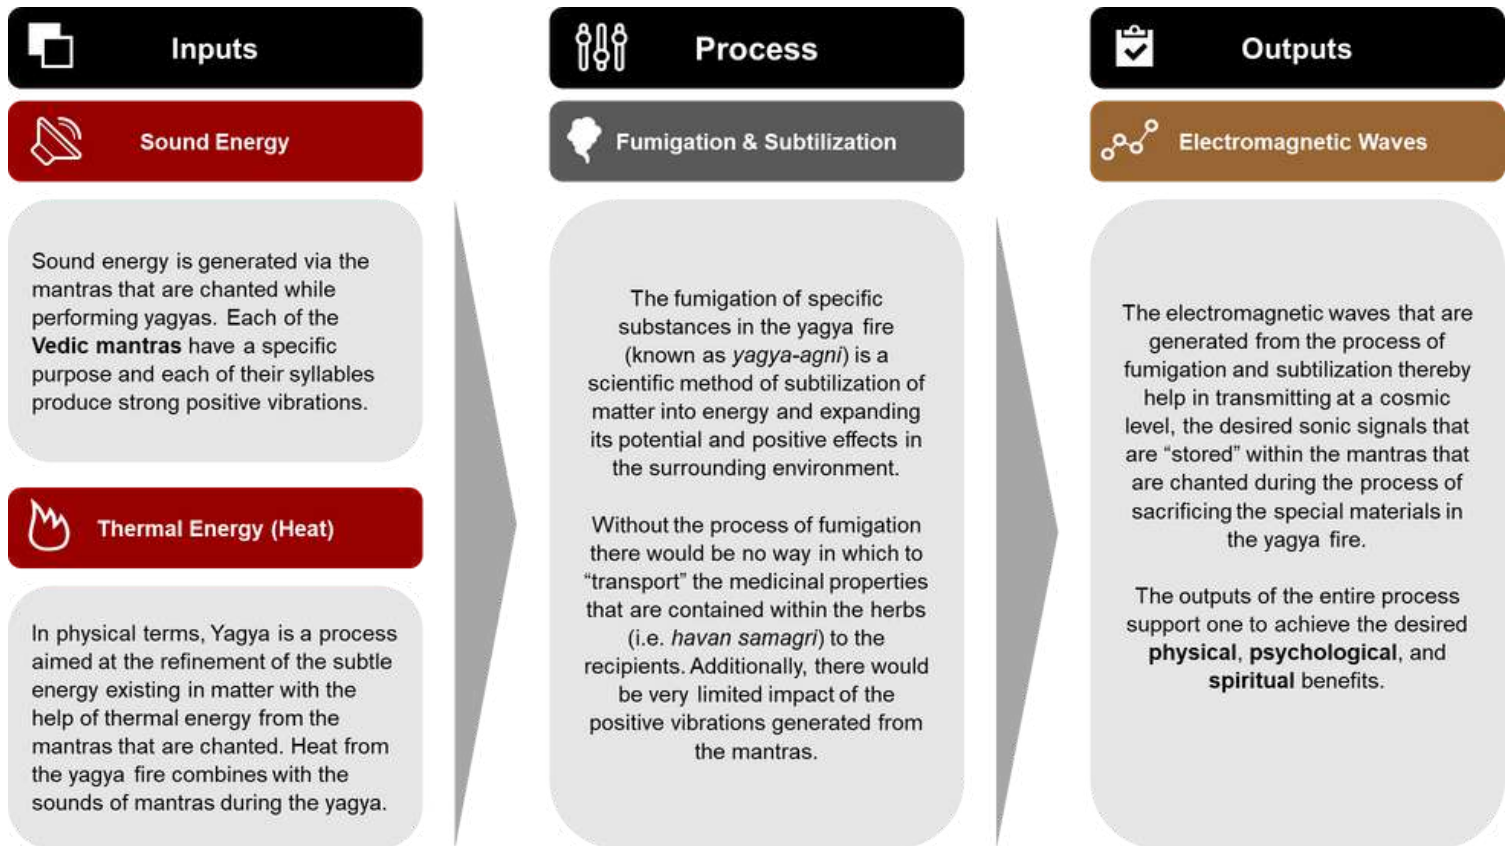 Inputs
Sound Energy
Sound energy is generated via the
mantras that are chanted while
performing yagyas. Each of the
Vedic mantras have a specific
purpose and each of their syllables
produce strong positive vibrations.
Thermal Energy (Heat)
In physical terms, Yagya is a process
aimed at the refinement of the subtle
energy existing in matter with the
help of thermal energy from the
mantras that are chanted. Heat from
the yagya fire combines with the
sounds of mantras during the yagya.
Process
Fumigation & Subtilization
The fumigation of specific
substances in the yagya fire
(known as yagya-agni) is a
scientific method of subtilization of
matter into energy and expanding
its potential and positive effects in
the surrounding environment.
Without the process of fumigation
there would be no way in which to
“transport” the medicinal properties
that are contained within the herbs
(i.e. havan samagri) to the
recipients. Additionally, there would
be very limited impact of the
positive vibrations generated from
the mantras.
Outputs
Electromagnetic Waves
The electromagnetic waves that are
generated from the process of
fumigation and subtilization thereby
help in transmitting at a cosmic
level, the desired sonic signals that
are “stored” within the mantras that
are chanted during the process of
sacrificing the special materials in
the yagya fire.
The outputs of the entire process
support one to achieve the desired
physical, psychological, and
spiritual benefits.